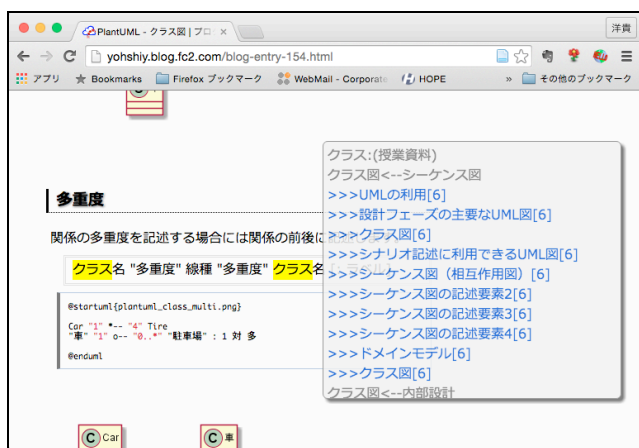 PlantUML - クラス図 | プロ
洋貴
yohshiy.blog.fc2.com/blog-entry-154.html
アプリ Bookmarks Firefox ブックマーク WebMail - Corporate HOPE » その他のブックマーク
多重度
関係の多重度を記述する場合には関係の前後に
クラス名 "多重度" 線種 "多重度" クラス名
@startuml{plantuml_class_multi.png}
Car "1" *-- "4" Tire
"車" "1" o-- "0..*" "駐車場" : 1 対 多
@enduml
C Car
C 車
クラス:(授業資料)
クラス図<--シーケンス図
>>>UMLの利用[6]
>>>設計フェーズの主要なUML図[6]
>>>クラス図[6]
>>>シナリオ記述に利用できるUML図[6]
>>>シーケンス図（相互作用図）[6]
>>>シーケンス図の記述要素2[6]
>>>シーケンス図の記述要素3[6]
>>>シーケンス図の記述要素4[6]
>>>ドメインモデル[6]
>>>クラス図[6]
クラス図<--内部設計